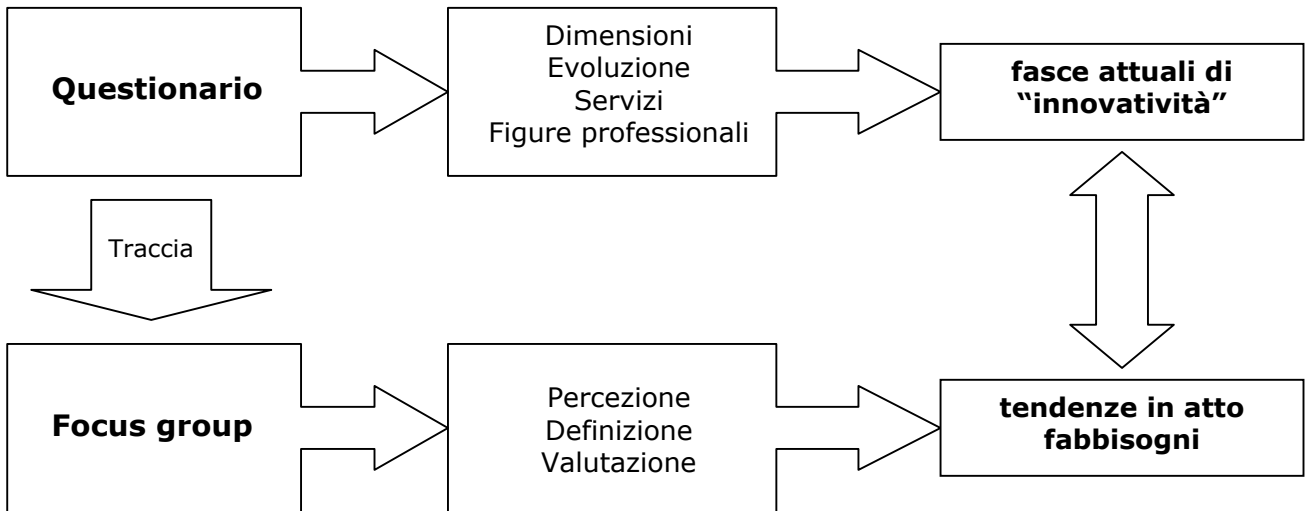 Questionario
Dimensioni
Evoluzione
Servizi
Figure professionali
fasce attuali di
“innovatività”
Traccia
Focus group
Percezione
Definizione
Valutazione
tendenze in atto
fabbisogni